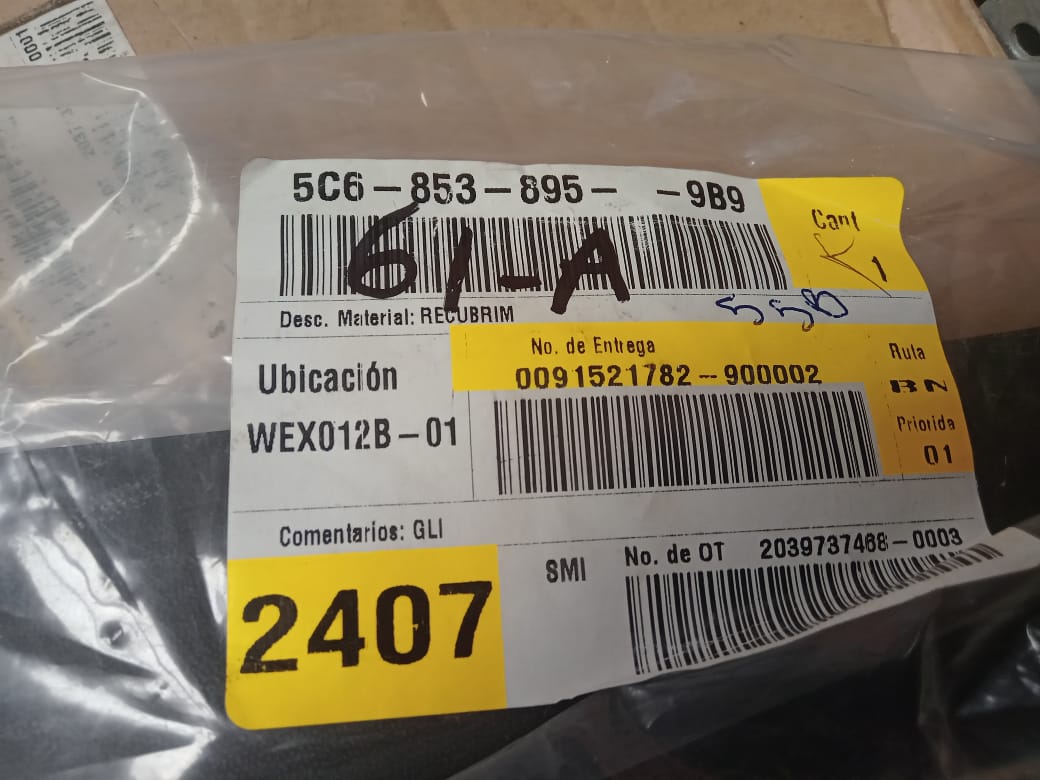 0001
5C6-853-895- -9B9
Cant
1
61-A
Desc. Material: RECUBRIM
No. de Entrega
0091521782--900002
Ruta
BN
Ubicación
WEX012B-01
Priorida
01
Comentarios: GLI
SMI
No. de OT 2039737468-0003
2407